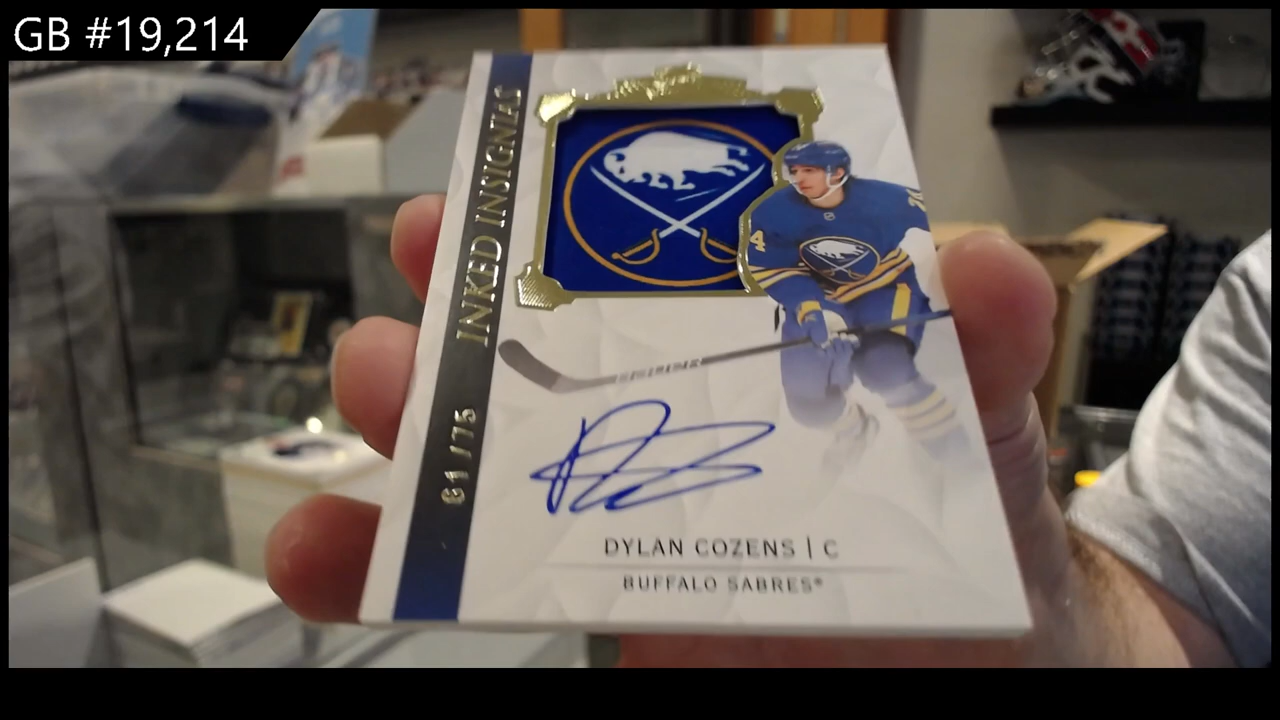 GB #19,214
61/75 INKED INSIGNIAS
DYLAN COZENS | C
BUFFALO SABRES®